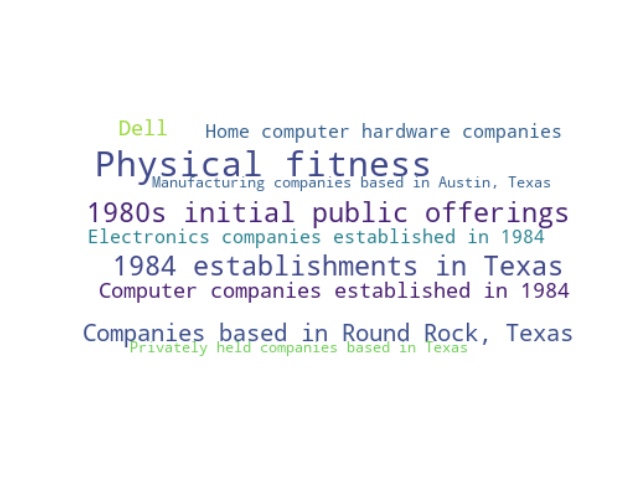 Dell
Home computer hardware companies
Physical fitness
Manufacturing companies based in Austin, Texas
1980s initial public offerings
Electronics companies established in 1984
1984 establishments in Texas
Computer companies established in 1984
Companies based in Round Rock, Texas
Privately held companies based in Texas